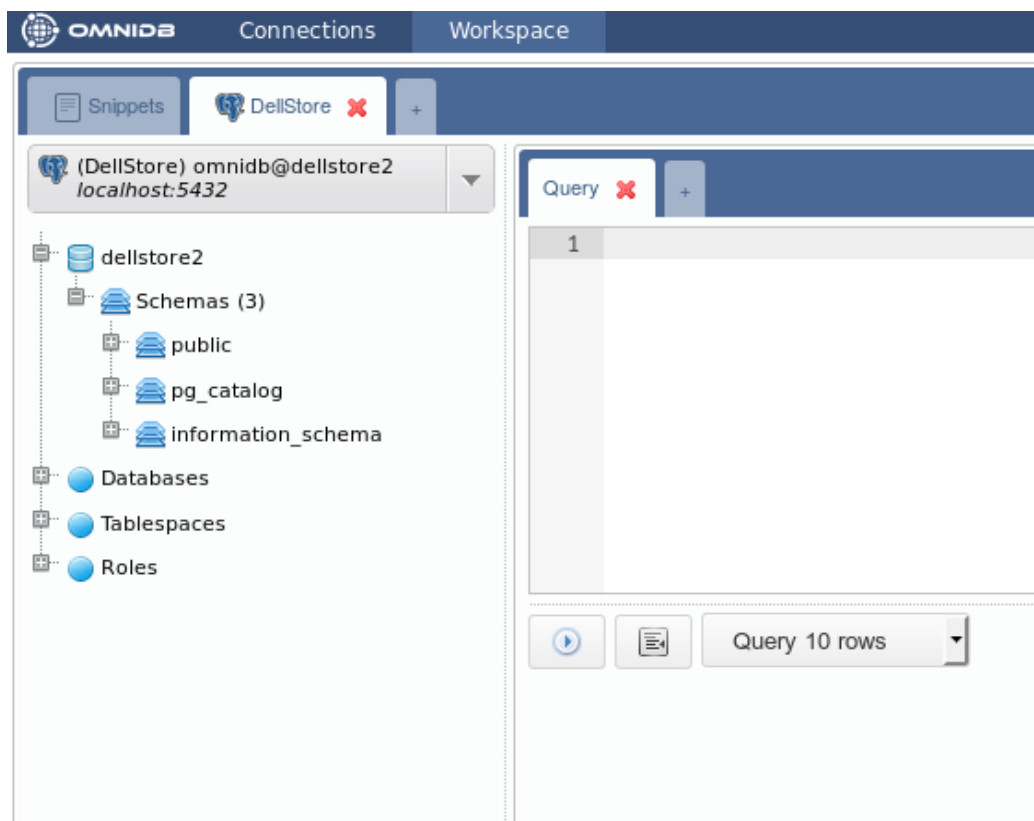 OMNIDB Connections Workspace
Snippets DellStore +
(DellStore) omnidb@dellstore2
localhost:5432
Query +
1
dellstore2
Schemas (3)
public
pg_catalog
information_schema
Databases
Tablespaces
Roles
Query 10 rows